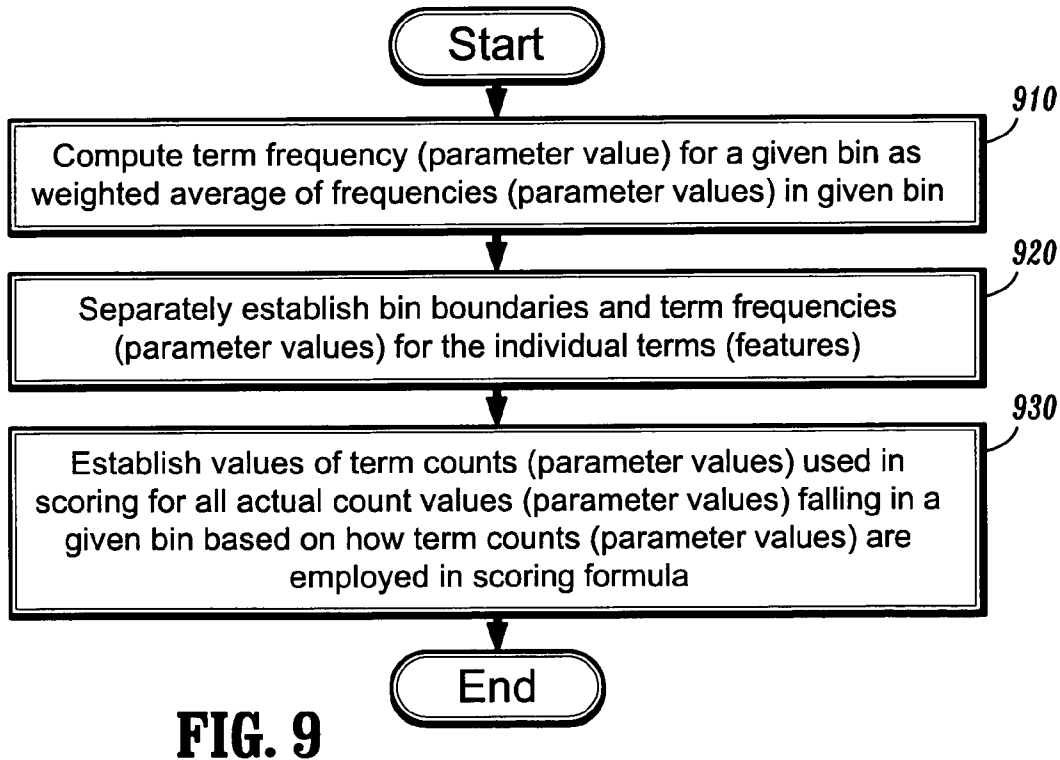 Start
910
Compute term frequency (parameter value) for a given bin as
weighted average of frequencies (parameter values) in given bin
920
Separately establish bin boundaries and term frequencies
(parameter values) for the individual terms (features)
930
Establish values of term counts (parameter values) used in
scoring for all actual count values (parameter values) falling in a
given bin based on how term counts (parameter values) are
employed in scoring formula
End
FIG. 9